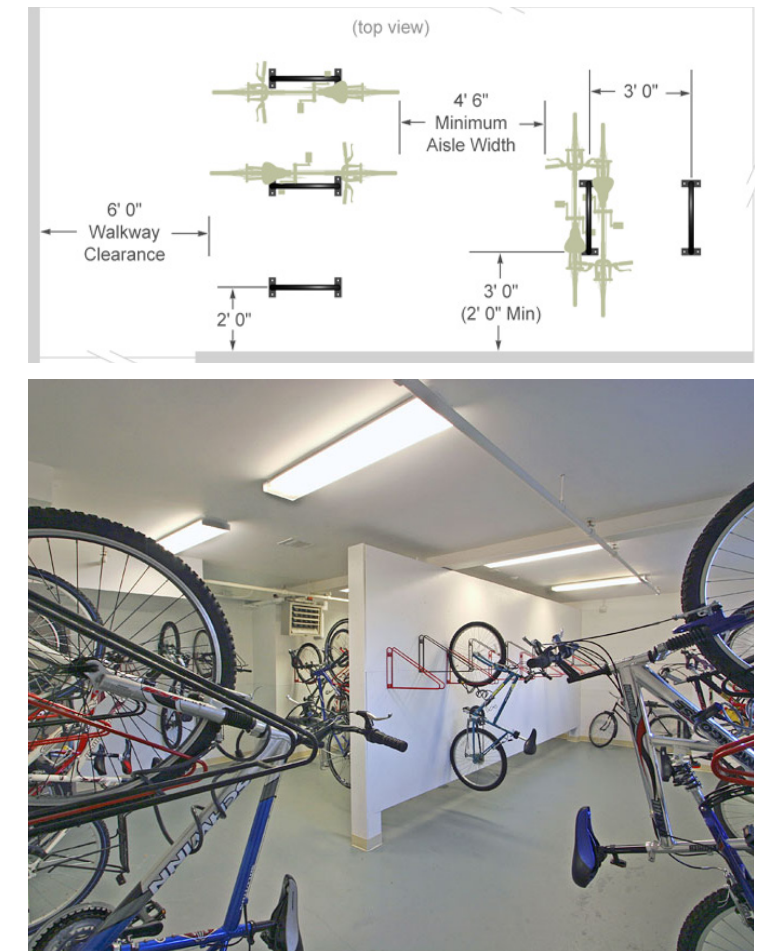 (top view)
4' 6"
Minimum
Aisle Width
3' 0"
6' 0"
Walkway
Clearance
2' 0"
3' 0"
(2' 0" Min)
SCHWINN